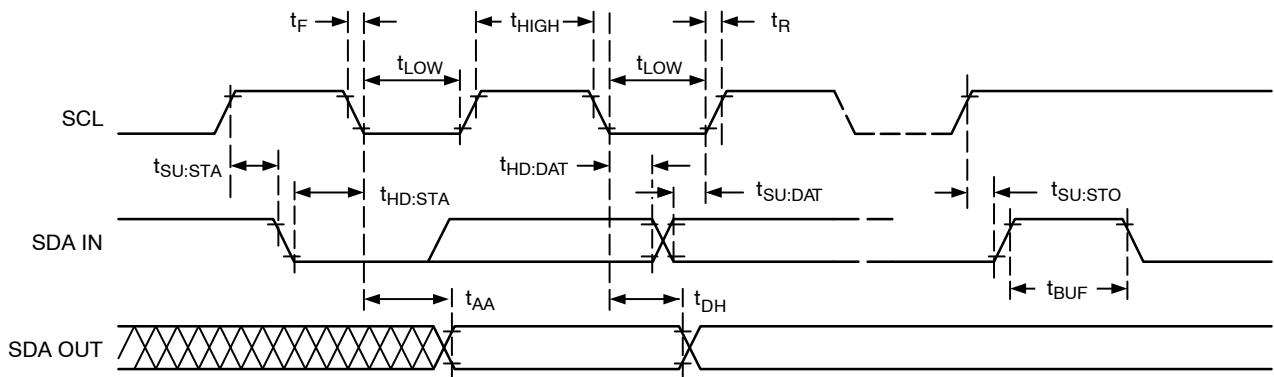 tF
tHIGH
tR
tLOW
tLOW
SCL
tSU:STA
tHD:STA
tHD:DAT
tSU:DAT
tSU:STO
SDA IN
tBUF
tAA
tDH
SDA OUT